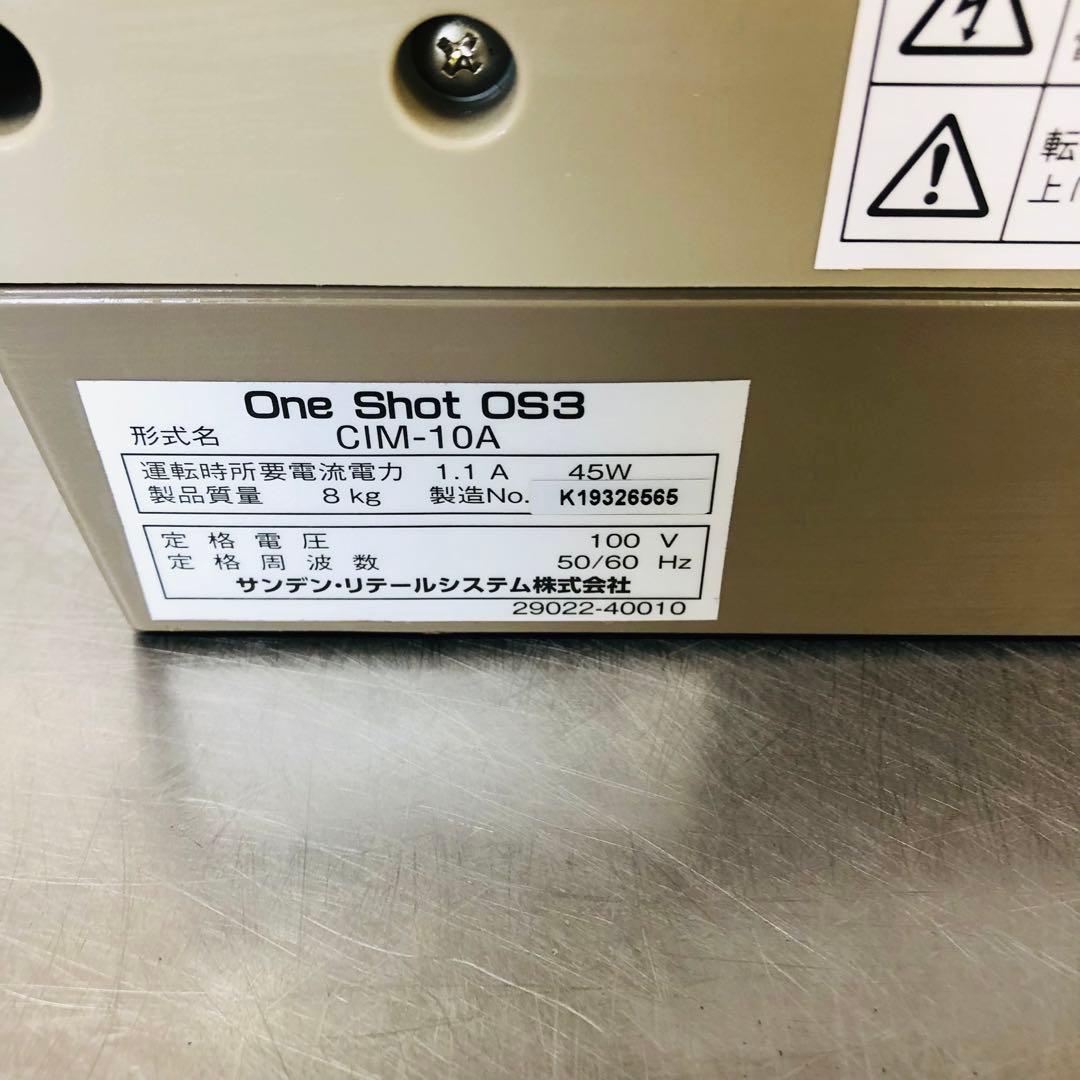 転
上
One Shot OS3
形式名 CIM-10A
運転時所要電流電力 1.1 A 45W
製品質量 8 kg 製造No. K19326565
定格電圧 100 V
定格周波数 50/60 Hz
サンデン・リテールシステム株式会社
29022-40010